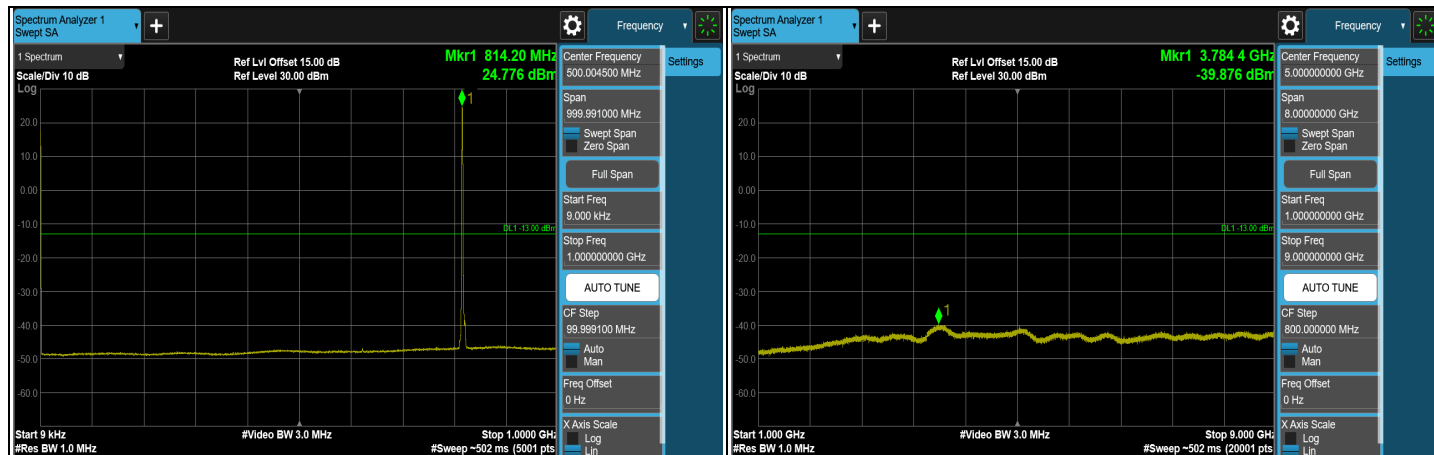 Spectrum Analyzer 1
Swept SA
+
Frequency
1 Spectrum
Scale/Div 10 dB
Log
Ref Lvl Offset 15.00 dB
Ref Level 30.00 dBm
Mkr1 814.20 MHz
24.776 dBm
1
20.0
10.0
0.00
-10.0
-20.0
-30.0
-40.0
-50.0
-60.0
DL1 -13.00 dBm
Start 9 kHz
#Res BW 1.0 MHz
#Video BW 3.0 MHz
Stop 1.0000 GHz
#Sweep ~502 ms (5001 pts
Center Frequency
500.004500 MHz
Span
999.991000 MHz
Swept Span
Zero Span
Full Span
Start Freq
9.000 kHz
Stop Freq
1.000000000 GHz
AUTO TUNE
CF Step
99.999100 MHz
Auto
Man
Freq Offset
0 Hz
X Axis Scale
Log
Lin
Settings
Spectrum Analyzer 1
Swept SA
+
Frequency
1 Spectrum
Scale/Div 10 dB
Log
Ref Lvl Offset 15.00 dB
Ref Level 30.00 dBm
Mkr1 3.784 4 GHz
-39.876 dBm
1
20.0
10.0
0.00
-10.0
-20.0
-30.0
-40.0
-50.0
-60.0
DL1 -13.00 dBm
Start 1.000 GHz
#Res BW 1.0 MHz
#Video BW 3.0 MHz
Stop 9.000 GHz
#Sweep ~502 ms (20001 pts
Center Frequency
5.000000000 GHz
Span
8.00000000 GHz
Swept Span
Zero Span
Full Span
Start Freq
1.000000000 GHz
Stop Freq
9.000000000 GHz
AUTO TUNE
CF Step
800.000000 MHz
Auto
Man
Freq Offset
0 Hz
X Axis Scale
Log
Lin
Settings